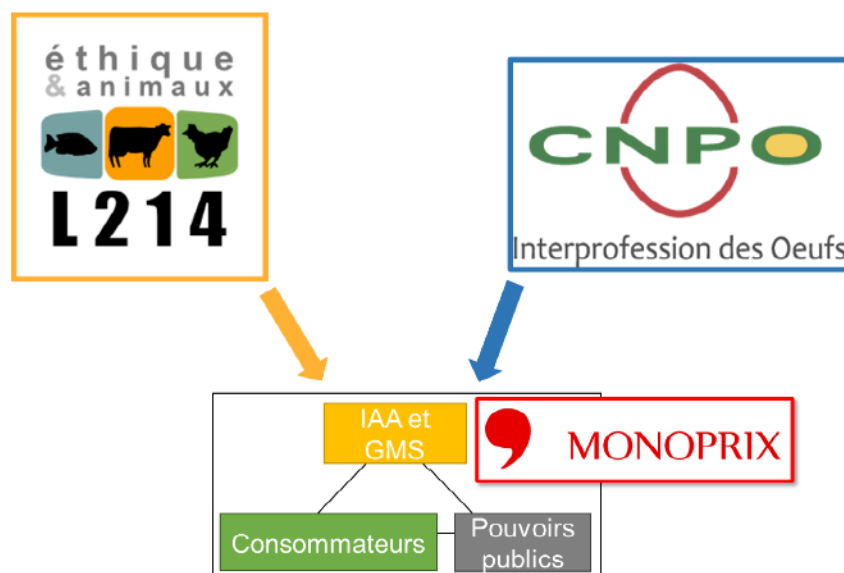 éthique
& animaux
L214
CNPO
Interprofession des Oeufs
IAA et
GMS
MONOPRIX
Consommateurs
Pouvoirs
publics